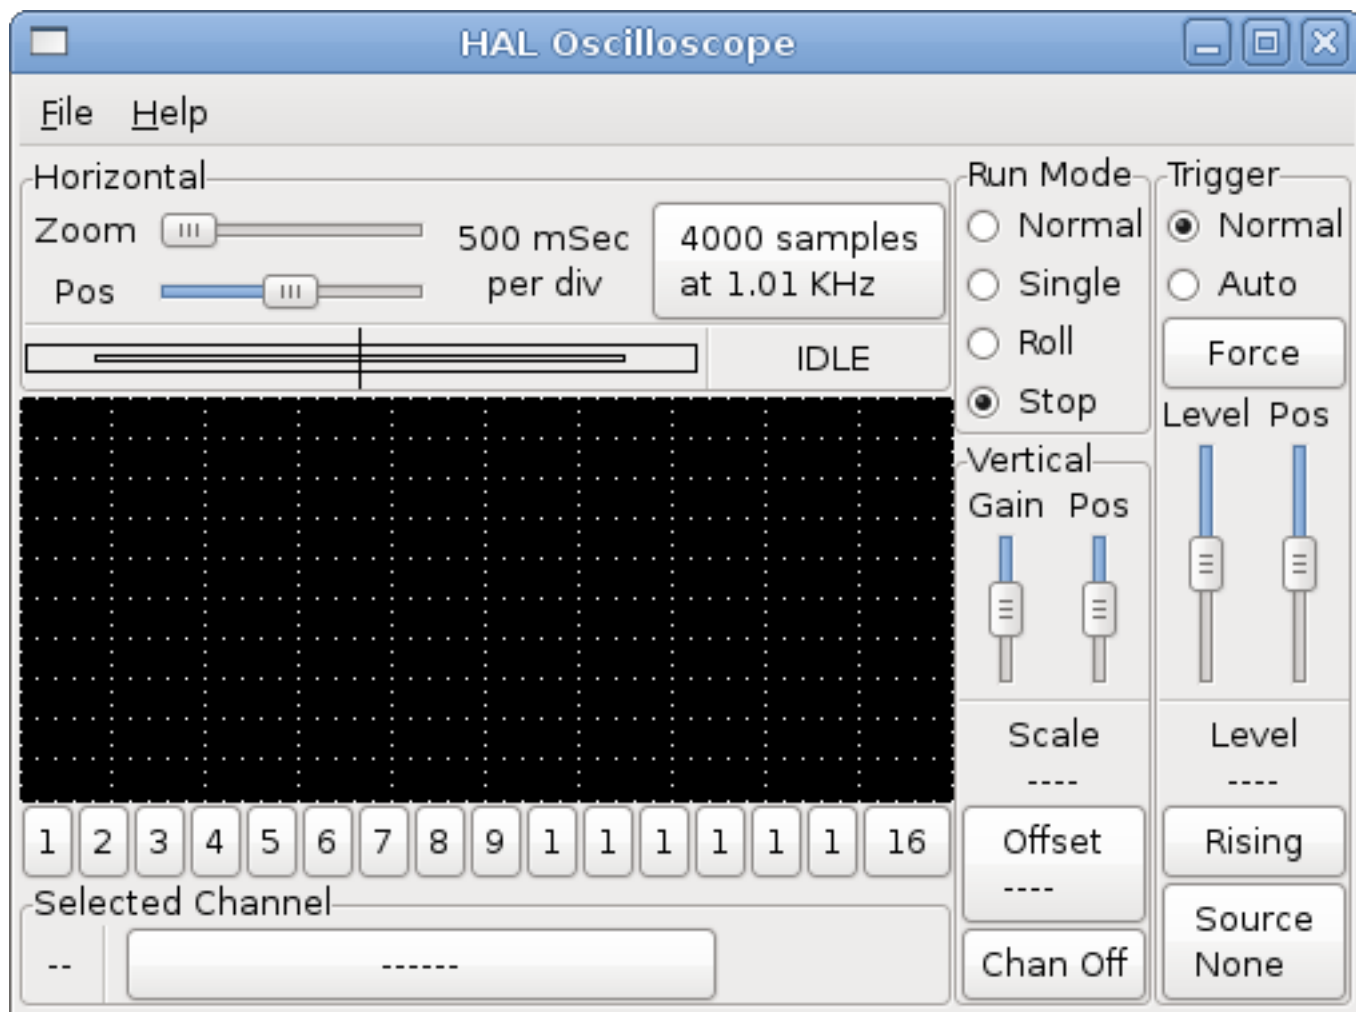 HAL Oscilloscope
File Help
Horizontal
Zoom
Pos
500 mSec
per div
4000 samples
at 1.01 KHz
IDLE
Run Mode
Normal
Single
Roll
Stop
Trigger
Normal
Auto
Force
Level Pos
Vertical
Gain Pos
Scale
----
Level
----
1 2 3 4 5 6 7 8 9 1 1 1 1 1 1 16
Offset
----
Rising
Selected Channel
--
------
Chan Off
Source
None